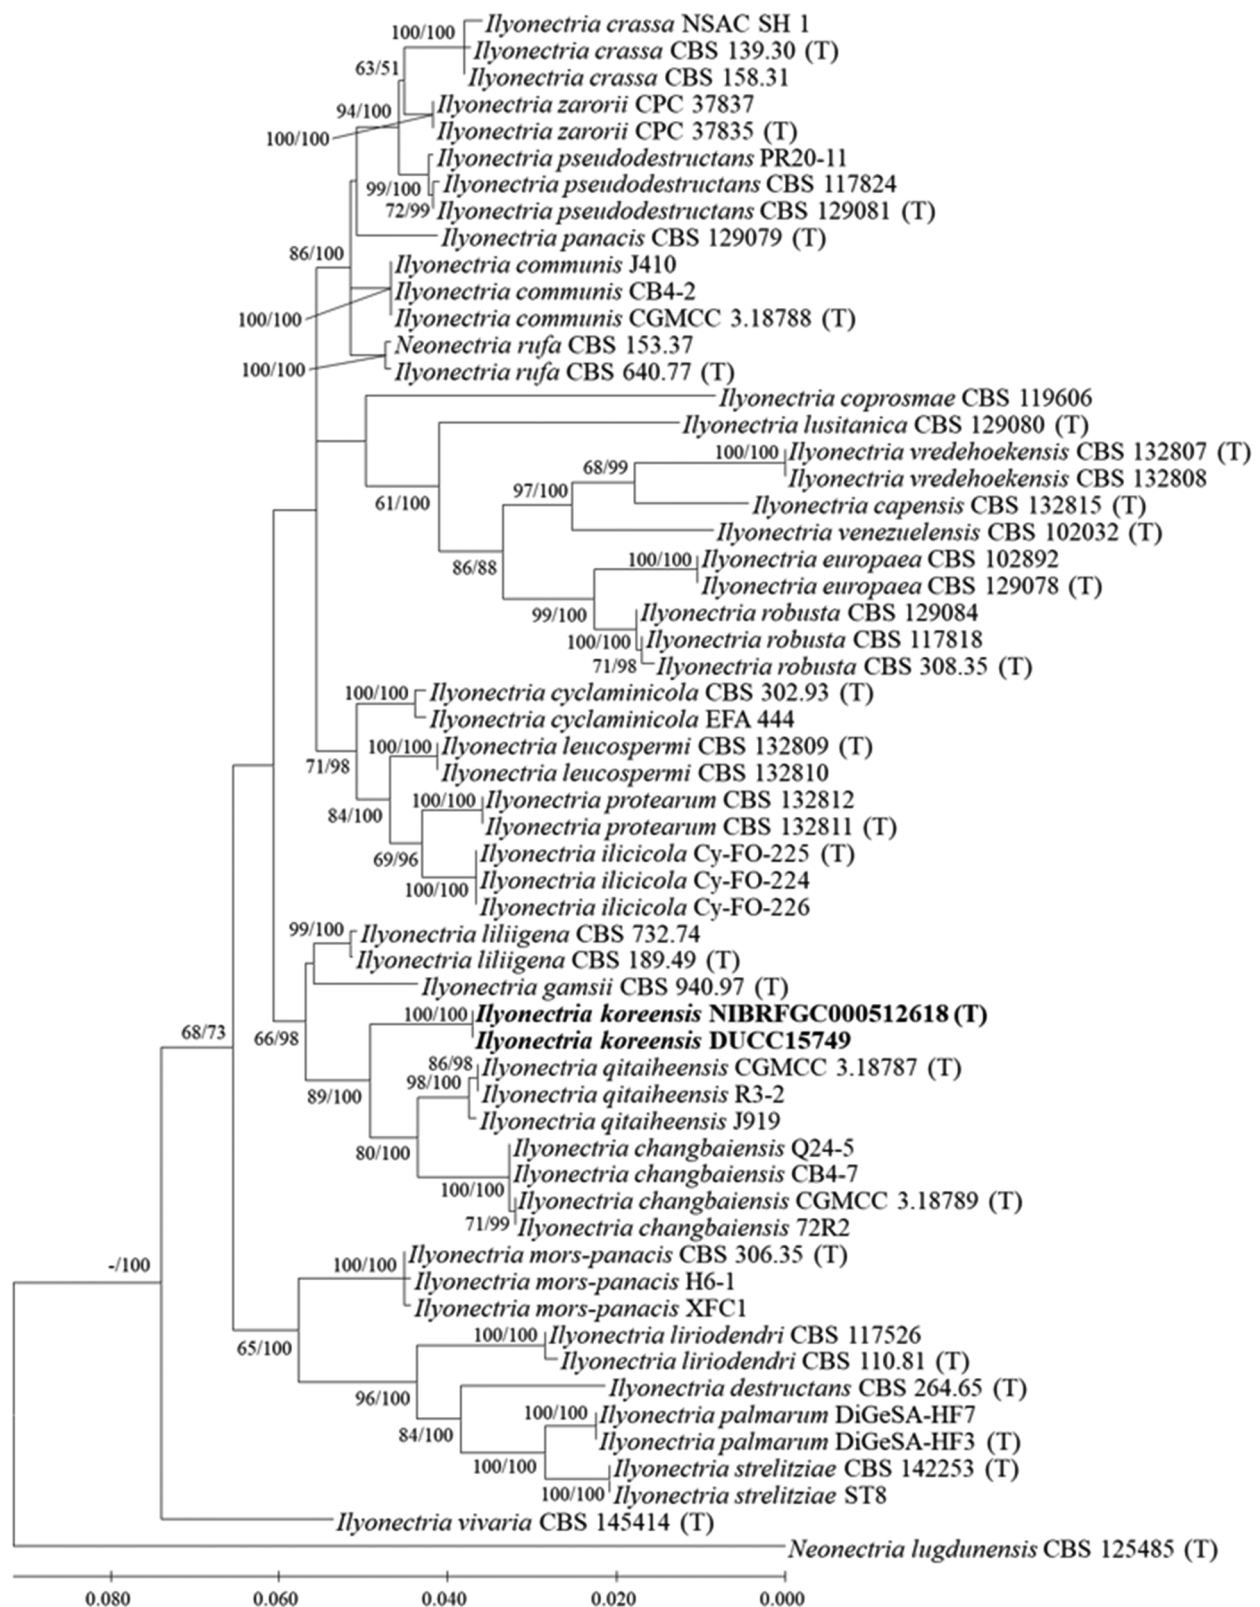 Ilyonectria crassa NSAC SH 1
100/100
Ilyonectria crassa CBS 139.30 (T)
63/51
Ilyonectria crassa CBS 158.31
94/100
Ilyonectria zarorii CPC 37837
100/100
Ilyonectria zarorii CPC 37835 (T)
Ilyonectria pseudodestructans PR20-11
99/100
Ilyonectria pseudodestructans CBS 117824
72/99
Ilyonectria pseudodestructans CBS 129081 (T)
Ilyonectria panacis CBS 129079 (T)
86/100
Ilyonectria communis J410
Ilyonectria communis CB4-2
100/100
Ilyonectria communis CGMCC 3.18788 (T)
Neonectria rufa CBS 153.37
100/100
Ilyonectria rufa CBS 640.77 (T)
Ilyonectria coprosmae CBS 119606
Ilyonectria lusitanica CBS 129080 (T)
100/100
Ilyonectria vredehoekensis CBS 132807 (T)
68/99
Ilyonectria vredehoekensis CBS 132808
97/100
61/100
Ilyonectria capensis CBS 132815 (T)
Ilyonectria venezuelensis CBS 102032 (T)
86/88
100/100
Ilyonectria europaea CBS 102892
Ilyonectria europaea CBS 129078 (T)
99/100
Ilyonectria robusta CBS 129084
100/100
Ilyonectria robusta CBS 117818
71/98
Ilyonectria robusta CBS 308.35 (T)
100/100
Ilyonectria cyclaminicola CBS 302.93 (T)
Ilyonectria cyclaminicola EFA 444
100/100
Ilyonectria leucospermi CBS 132809 (T)
71/98
Ilyonectria leucospermi CBS 132810
100/100
Ilyonectria protearum CBS 132812
84/100
Ilyonectria protearum CBS 132811 (T)
69/96
Ilyonectria ilicicola Cy-FO-225 (T)
100/100
Ilyonectria ilicicola Cy-FO-224
Ilyonectria ilicicola Cy-FO-226
99/100
Ilyonectria liliigena CBS 732.74
Ilyonectria liliigena CBS 189.49 (T)
Ilyonectria gamsii CBS 940.97 (T)
100/100
Ilyonectria koreensis NIBRFGC000512618 (T)
68/73
66/98
Ilyonectria koreensis DUCC15749
86/98
Ilyonectria qitaiheensis CGMCC 3.18787 (T)
98/100
89/100
Ilyonectria qitaiheensis R3-2
Ilyonectria qitaiheensis J919
80/100
Ilyonectria changbaiensis Q24-5
Ilyonectria changbaiensis CB4-7
100/100
Ilyonectria changbaiensis CGMCC 3.18789 (T)
71/99
Ilyonectria changbaiensis 72R2
-/100
100/100
Ilyonectria mors-panacis CBS 306.35 (T)
Ilyonectria mors-panacis H6-1
Ilyonectria mors-panacis XFC1
65/100
100/100
Ilyonectria liriodendri CBS 117526
Ilyonectria liriodendri CBS 110.81 (T)
96/100
Ilyonectria destructans CBS 264.65 (T)
100/100
Ilyonectria palmarum DiGeSA-HF7
84/100
Ilyonectria palmarum DiGeSA-HF3 (T)
100/100
Ilyonectria strelitziae CBS 142253 (T)
100/100
Ilyonectria strelitziae ST8
Ilyonectria vivaria CBS 145414 (T)
Neonectria lugdunensis CBS 125485 (T)
0.080 0.060 0.040 0.020 0.000